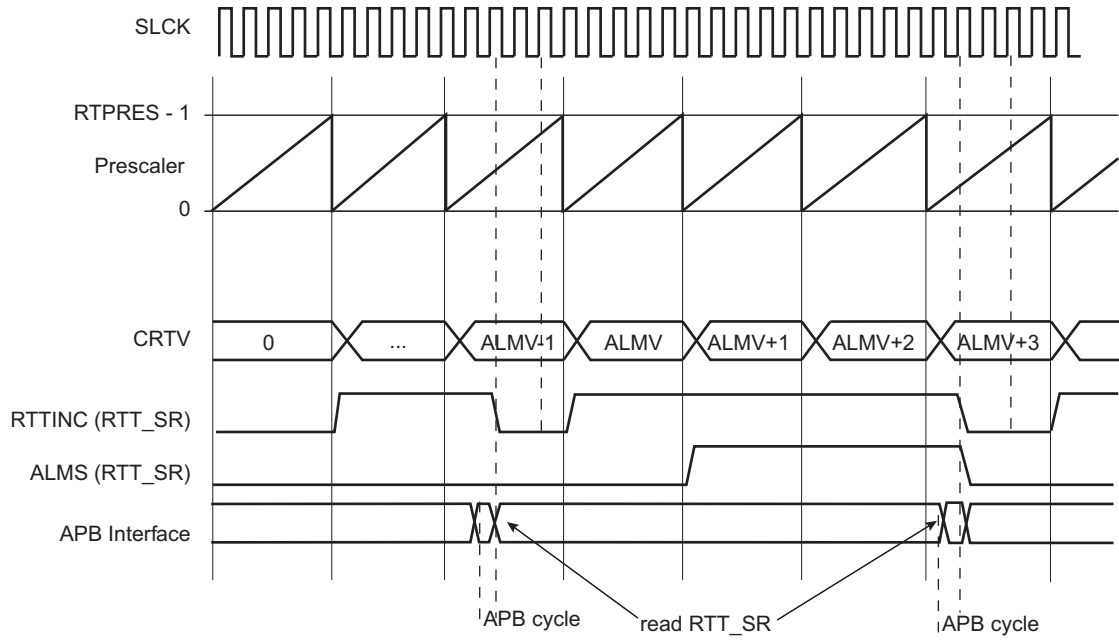 SLCK
RTPRES - 1
Prescaler
0
CRTV
0
...
ALMV-1
ALMV
ALMV+1
ALMV+2
ALMV+3
RTTINC (RTT_SR)
ALMS (RTT_SR)
APB Interface
APB cycle
read RTT_SR
APB cycle